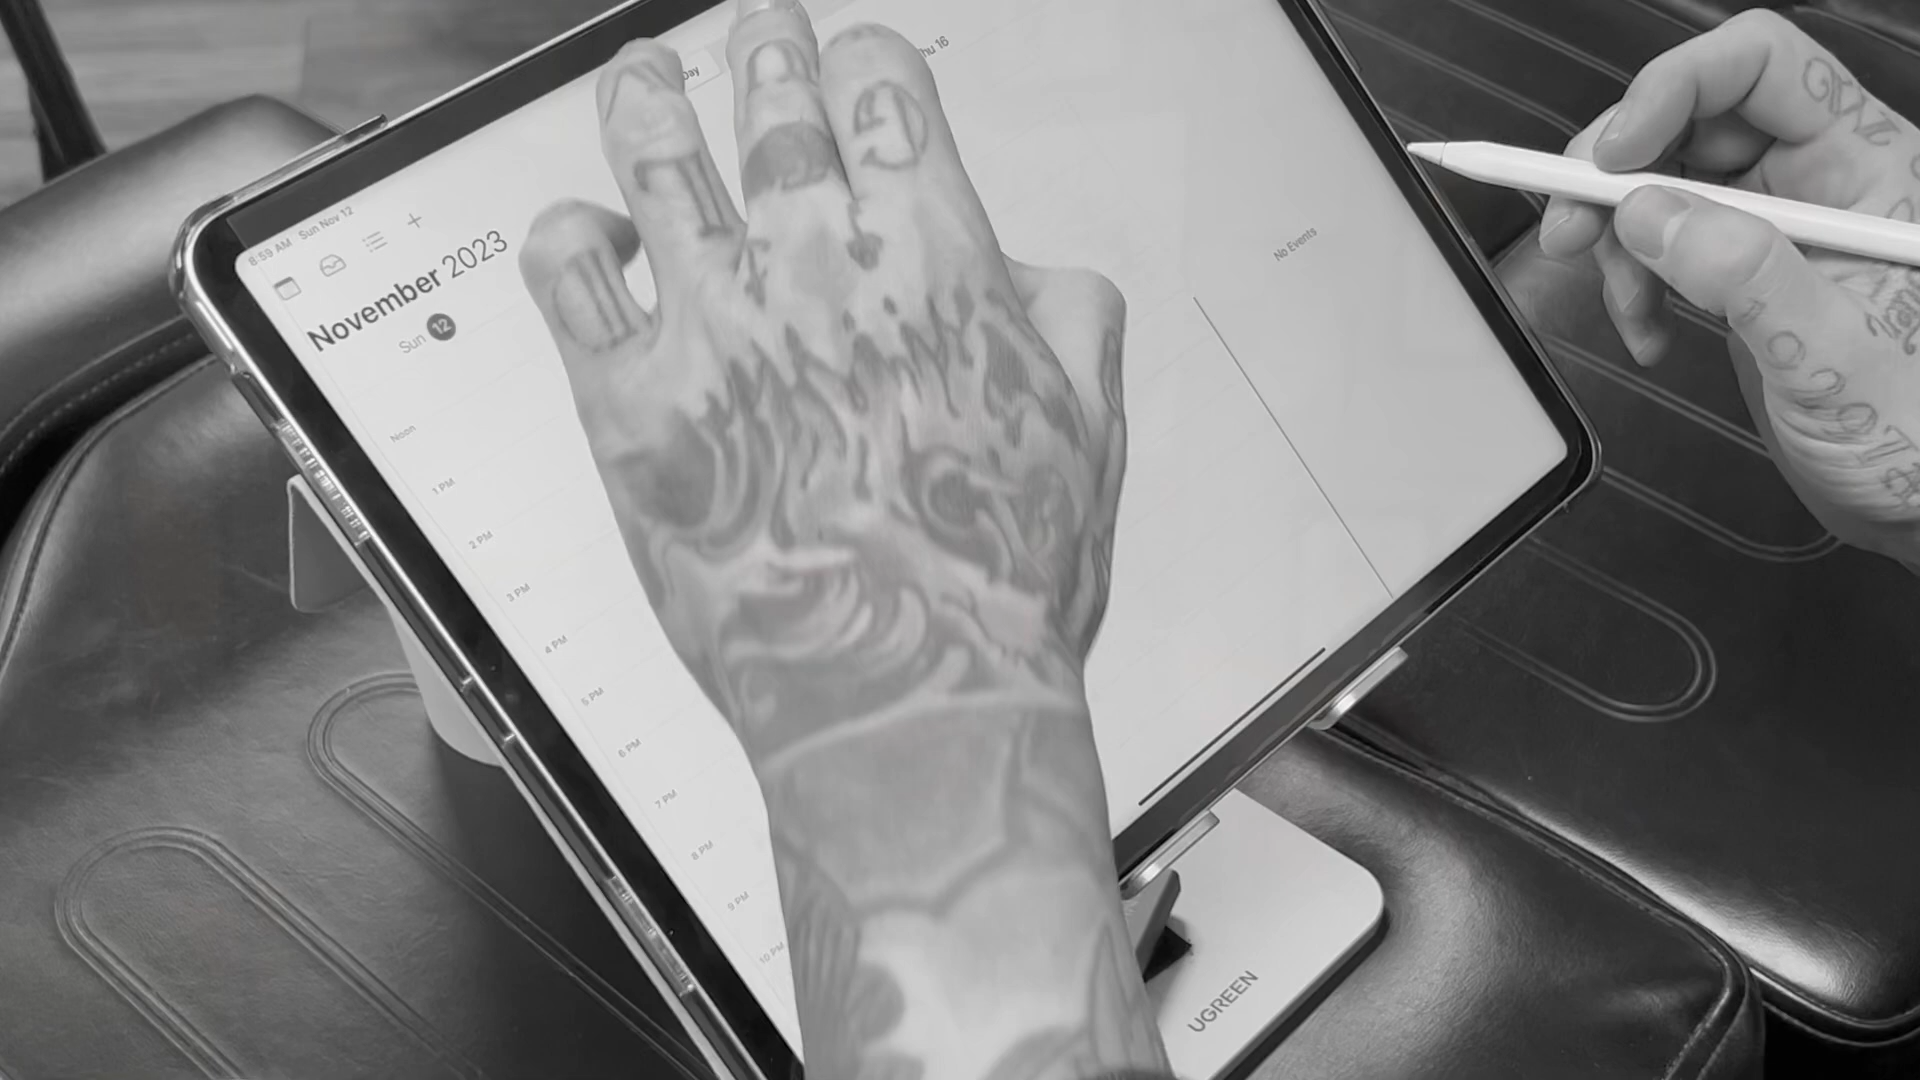 8:59 AM Sun Nov 12
Day
Thu 16
November 2023
Sun 12
No Events
Noon
1 PM
2 PM
3 PM
4 PM
5 PM
6 PM
7 PM
8 PM
9 PM
10 PM
UGREEN